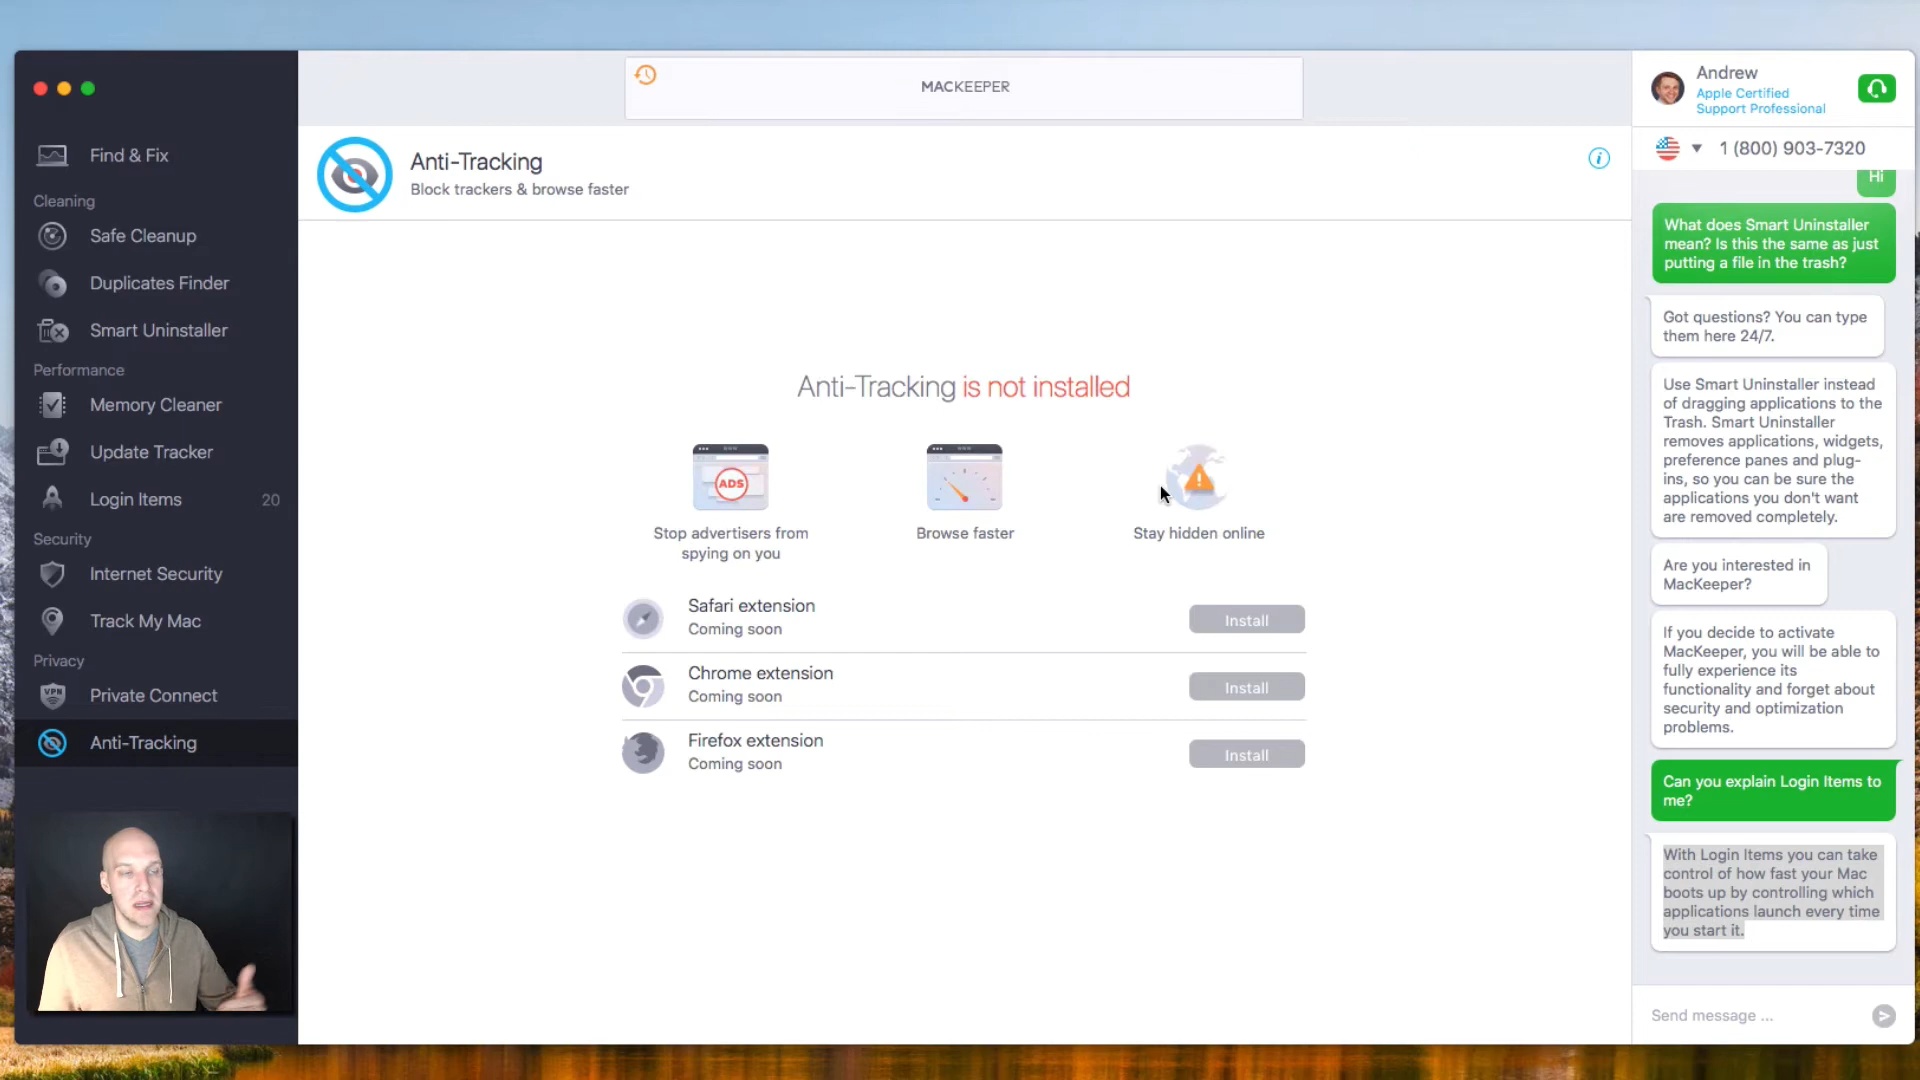 MACKEEPER
Find & Fix
Cleaning
Safe Cleanup
Duplicates Finder
Smart Uninstaller
Performance
Memory Cleaner
Update Tracker
Login Items 20
Security
Internet Security
Track My Mac
Privacy
VPN
Private Connect
Anti-Tracking
Anti-Tracking
Block trackers & browse faster
Anti-Tracking is not installed
WWW
ADS
WWW
Stop advertisers from
spying on you
Browse faster
Stay hidden online
Safari extension
Coming soon
Install
Chrome extension
Coming soon
Install
Firefox extension
Coming soon
Install
Andrew
Apple Certified
Support Professional
1 (800) 903-7320
Hi
What does Smart Uninstaller
mean? Is this the same as just
putting a file in the trash?
Got questions? You can type
them here 24/7.
Use Smart Uninstaller instead
of dragging applications to the
Trash. Smart Uninstaller
removes applications, widgets,
preference panes and plug-
ins, so you can be sure the
applications you don't want
are removed completely.
Are you interested in
MacKeeper?
If you decide to activate
MacKeeper, you will be able to
fully experience its
functionality and forget about
security and optimization
problems.
Can you explain Login Items to
me?
With Login Items you can take
control of how fast your Mac
boots up by controlling which
applications launch every time
you start it.
Send message ...